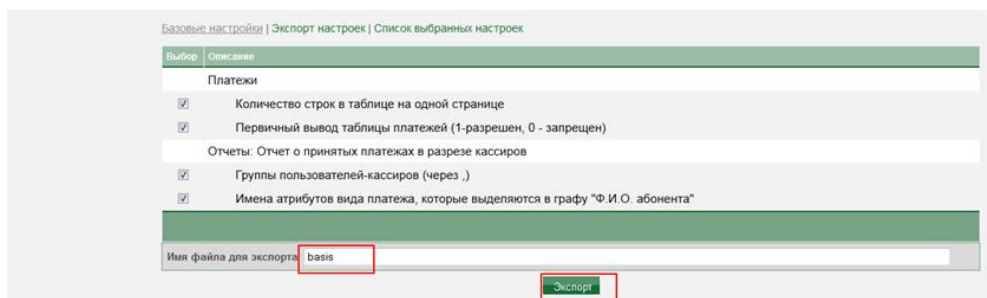 Базовые настройки | Экспорт настроек | Список выбранных настроек
Выбор Описание
Платежи
Количество строк в таблице на одной странице
Первичный вывод таблицы платежей (1-разрешен, 0 - запрещен)
Отчеты: Отчет о принятых платежах в разрезе кассиров
Группы пользователей-кассиров (через ,)
Имена атрибутов вида платежа, которые выделяются в графу "Ф.И.О. абонента"
Имя файла для экспорта basis
Экспорт